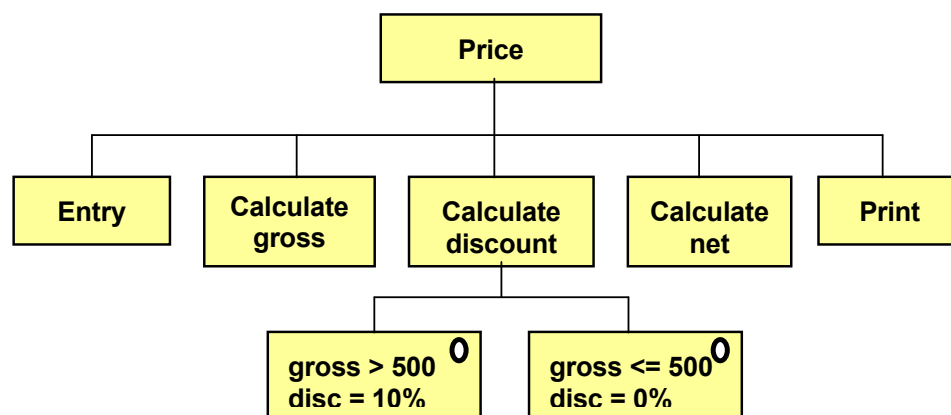 Price
Entry
Calculate
gross
Calculate
discount
Calculate
net
Print
gross > 500
disc = 10%
gross <= 500
disc = 0%